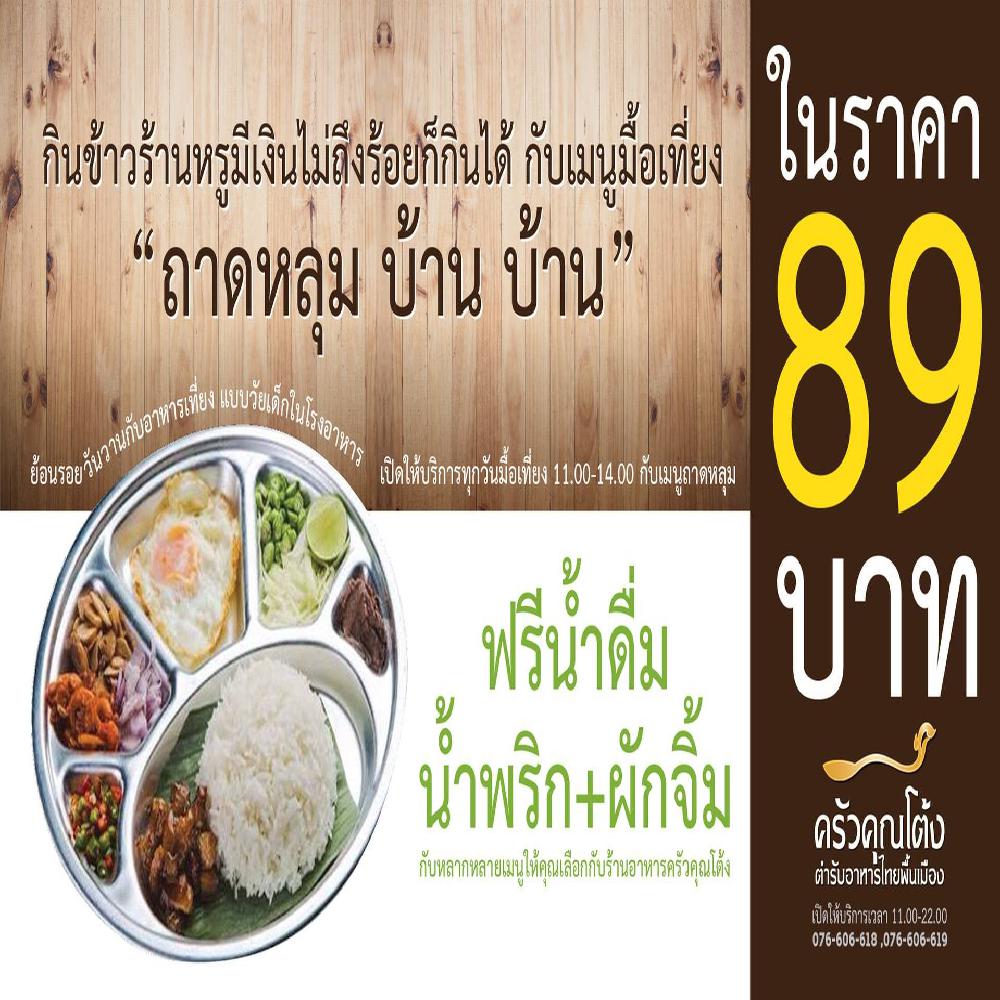 กินข้าวร้านหรูมีเงินไม่ถึงร้อยก็กินได้ กับเมนูมื้อเที่ยง
“ถาดหลุม บ้าน บ้าน”
ย้อนรอยวันวานกับอาหารเที่ยง แบบวัยเด็กในโรงอาหาร
เปิดให้บริการทุกวันมื้อเที่ยง 11.00-14.00 กับเมนูถาดหลุม
ฟรีน้ำดื่ม
น้ำพริก+ผักจิ้ม
กับหลากหลายเมนูให้คุณเลือกกับร้านอาหารครัวคุณโต้ง
ในราคา
89
บาท
ครัวคุณโต้ง
ตำรับอาหารไทยพื้นเมือง
เปิดให้บริการเวลา 11.00-22.00
076-606-618 ,076-606-619